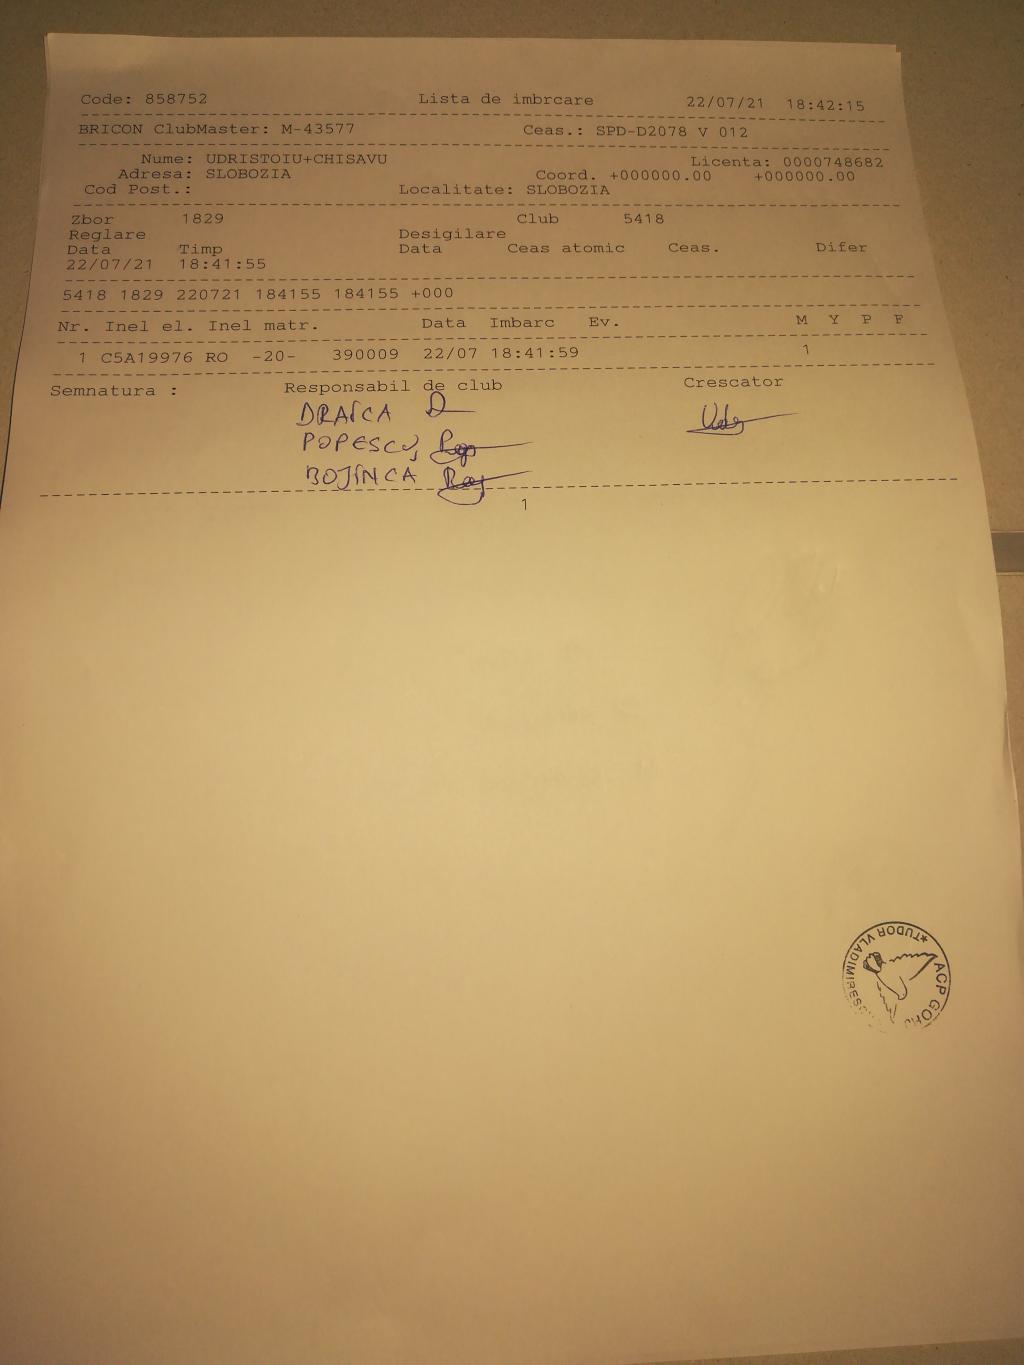 Code: 858752 Lista de imbrcare 22/07/21 18:42:15
BRICON ClubMaster: M-43577 Ceas.: SPD-D2078 V 012
Nume: UDRISTOIU+CHISAVU Licenta: 0000748682
Adresa: SLOBOZIA Coord. +000000.00 +000000.00
Cod Post.: Localitate: SLOBOZIA
Zbor 1829 Club 5418
Reglare Desigilare
Data Timp Data Ceas atomic Ceas. Difer
22/07/21 18:41:55
5418 1829 220721 184155 184155 +000
Nr. Inel el. Inel matr. Data Imbarc Ev. M Y P F
1 C5A19976 RO -20- 390009 22/07 18:41:59 1
Semnatura : Responsabil de club Crescator
POPESCU
BOJINCA
1
*TUDOR
ACP